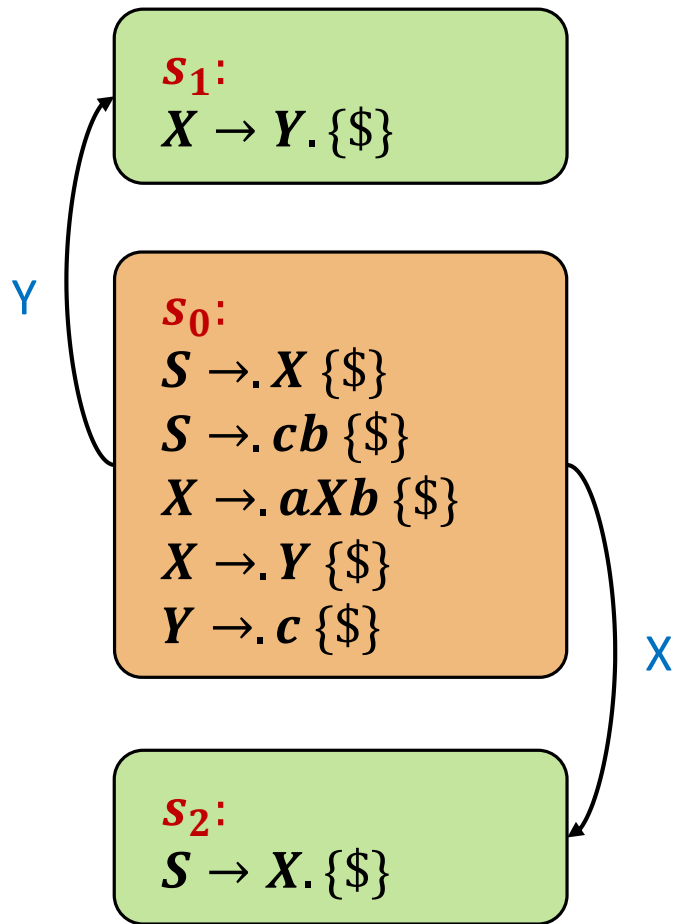 s₁:
X → Y. {$}
Y
s₀:
S →. X {$}
S →. cb {$}
X →. aXb {$}
X →. Y {$}
Y →. c {$}
X
s₂:
S → X. {$}